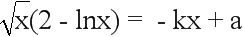 √x(2 - lnx) = - kx + a